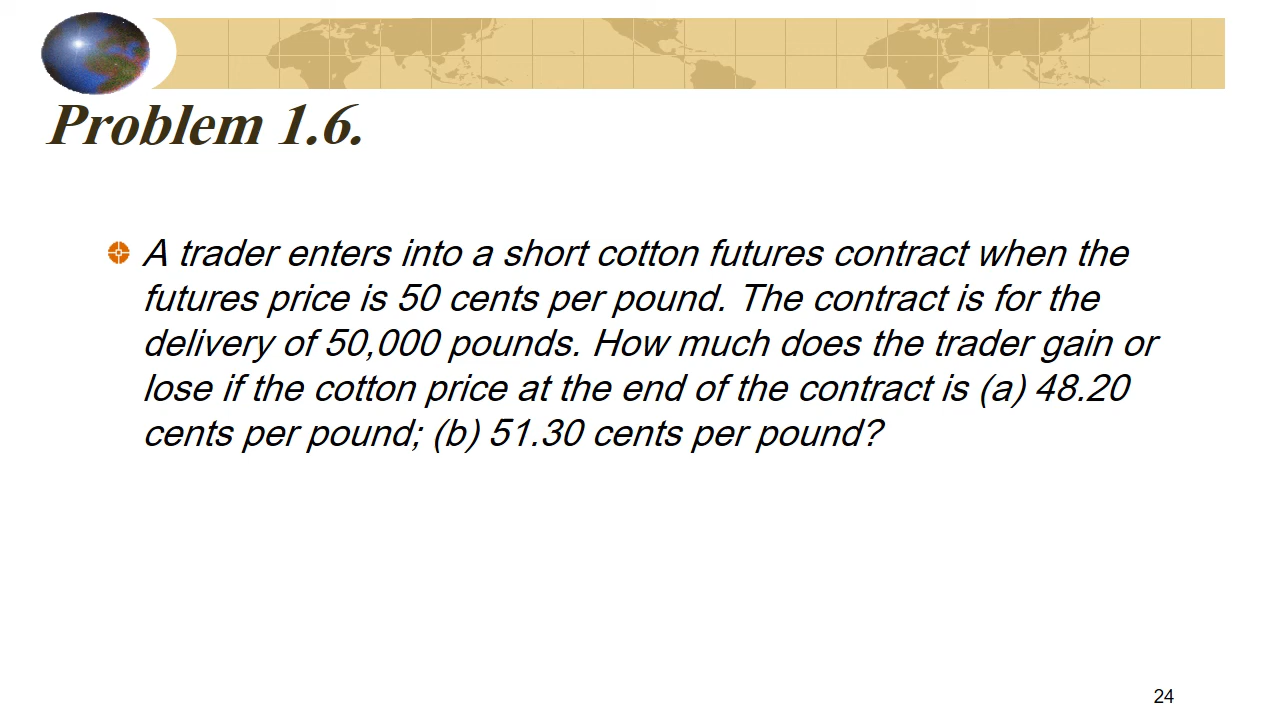 Problem 1.6.
A trader enters into a short cotton futures contract when the
futures price is 50 cents per pound. The contract is for the
delivery of 50,000 pounds. How much does the trader gain or
lose if the cotton price at the end of the contract is (a) 48.20
cents per pound; (b) 51.30 cents per pound?
24